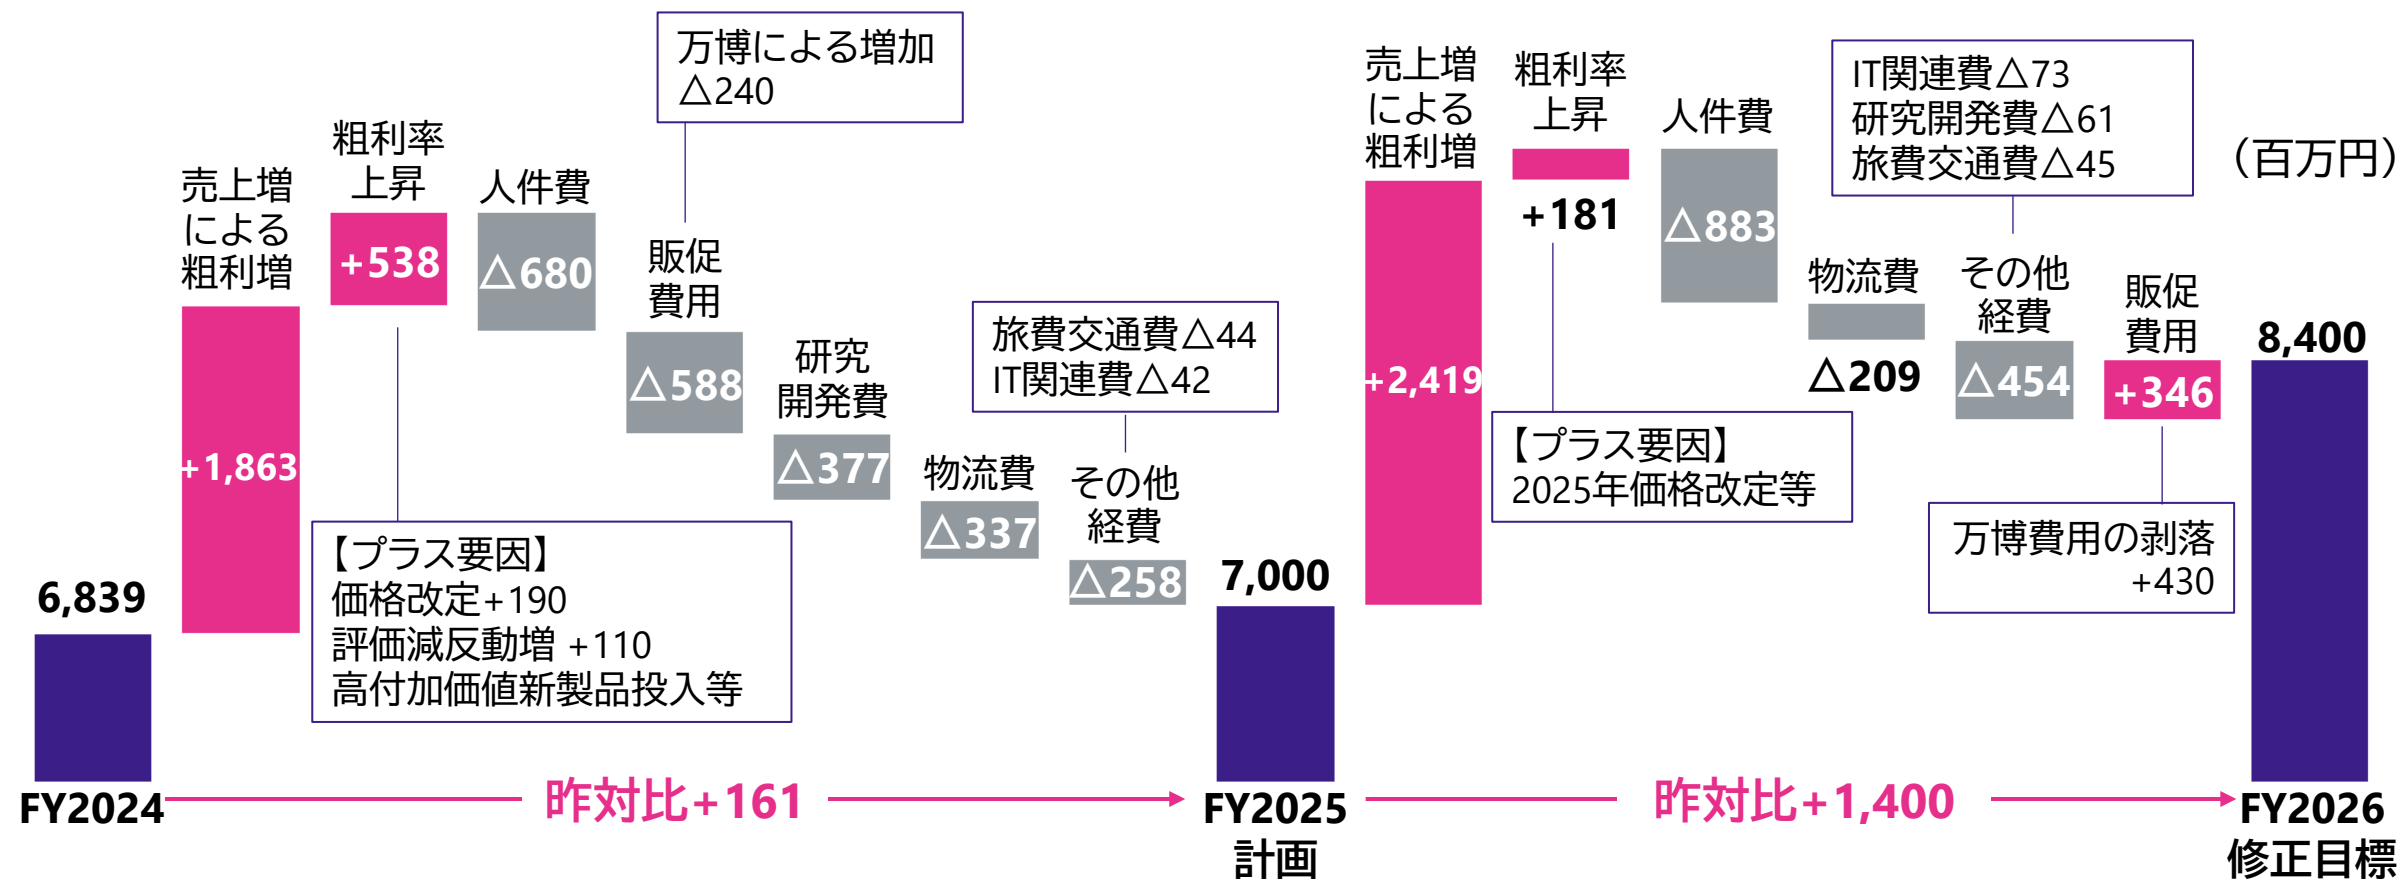 (百万円)
6,839
FY2024
売上増
による
粗利増
+1,863
粗利率
上昇
+538
【プラス要因】
価格改定+190
評価減反動増 +110
高付加価値新製品投入等
人件費
△680
万博による増加
△240
販促
費用
△588
研究
開発費
△377
物流費
△337
旅費交通費△44
IT関連費△42
その他
経費
△258
昨対比+161
7,000
FY2025
計画
売上増
による
粗利増
+2,419
粗利率
上昇
+181
【プラス要因】
2025年価格改定等
人件費
△883
物流費
△209
IT関連費△73
研究開発費△61
旅費交通費△45
その他
経費
△454
販促
費用
+346
万博費用の剥落
+430
昨対比+1,400
8,400
FY2026
修正目標